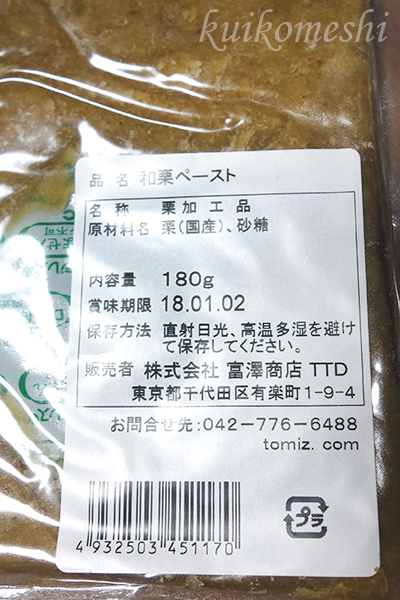 kuikomeshi
品 名 和栗ペースト
名 称 栗加工品
原材料名 栗(国産)、砂糖
内容量 180g
賞味期限 18.01.02
保存方法 直射日光、高温多湿を避け
て保存してください。
販売者 株式会社 富澤商店 TTD
東京都千代田区有楽町1-9-4
お問合せ先:042-776-6488
tomiz. com
プラ
4 932503 451170